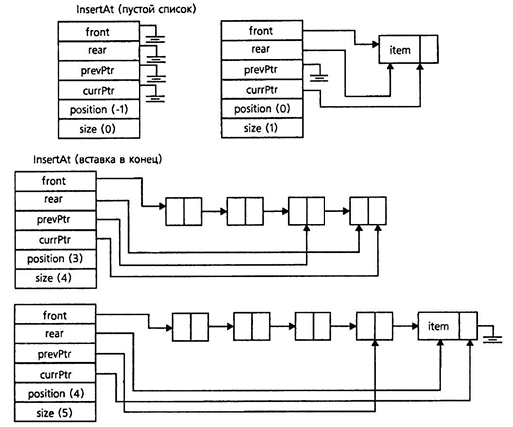 InsertAt (пустой список)
front
rear
prevPtr
currPtr
position (-1)
size (0)
front
rear
prevPtr
currPtr
position (0)
size (1)
item
InsertAt (вставка в конец)
front
rear
prevPtr
currPtr
position (3)
size (4)
front
rear
prevPtr
currPtr
position (4)
size (5)
item